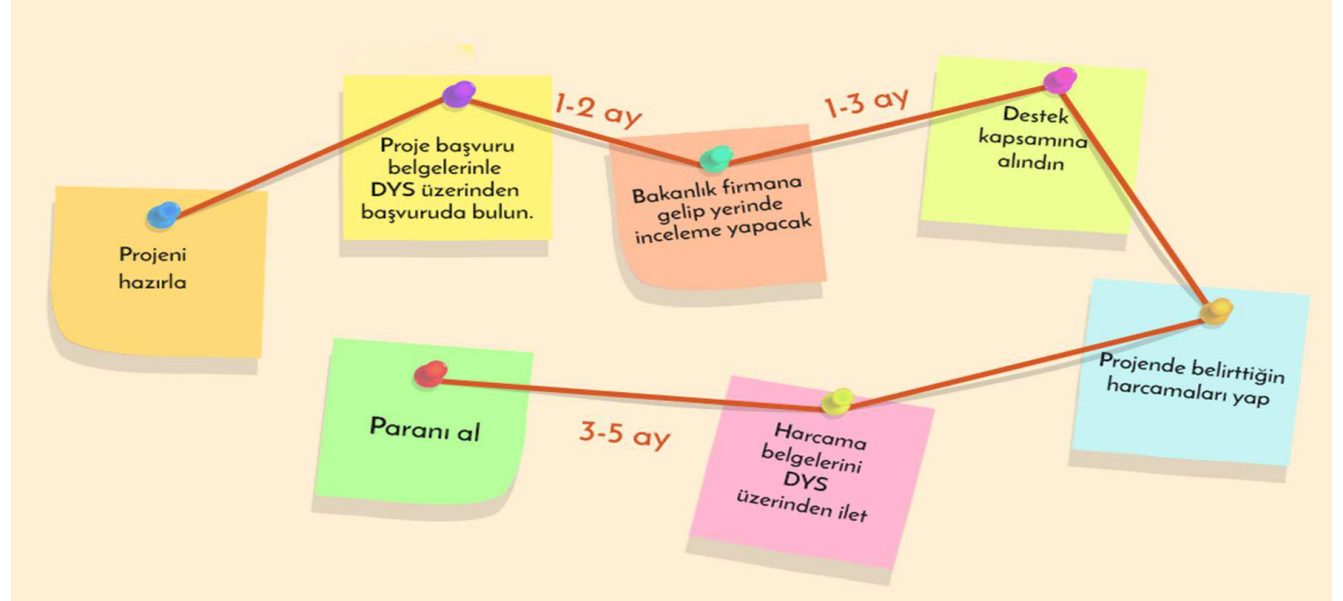 Projeni
hazırla
Proje başvuru
belgelerinle
DYS üzerinden
başvuruda bulun.
1-2 ay
Bakanlık firmana
gelip yerinde
inceleme yapacak
1-3 ay
Destek
kapsamına
alındın
Projende belirttiğin
harcamaları yap
Harcama
belgelerini
DYS
üzerinden ilet
3-5 ay
Paranı al